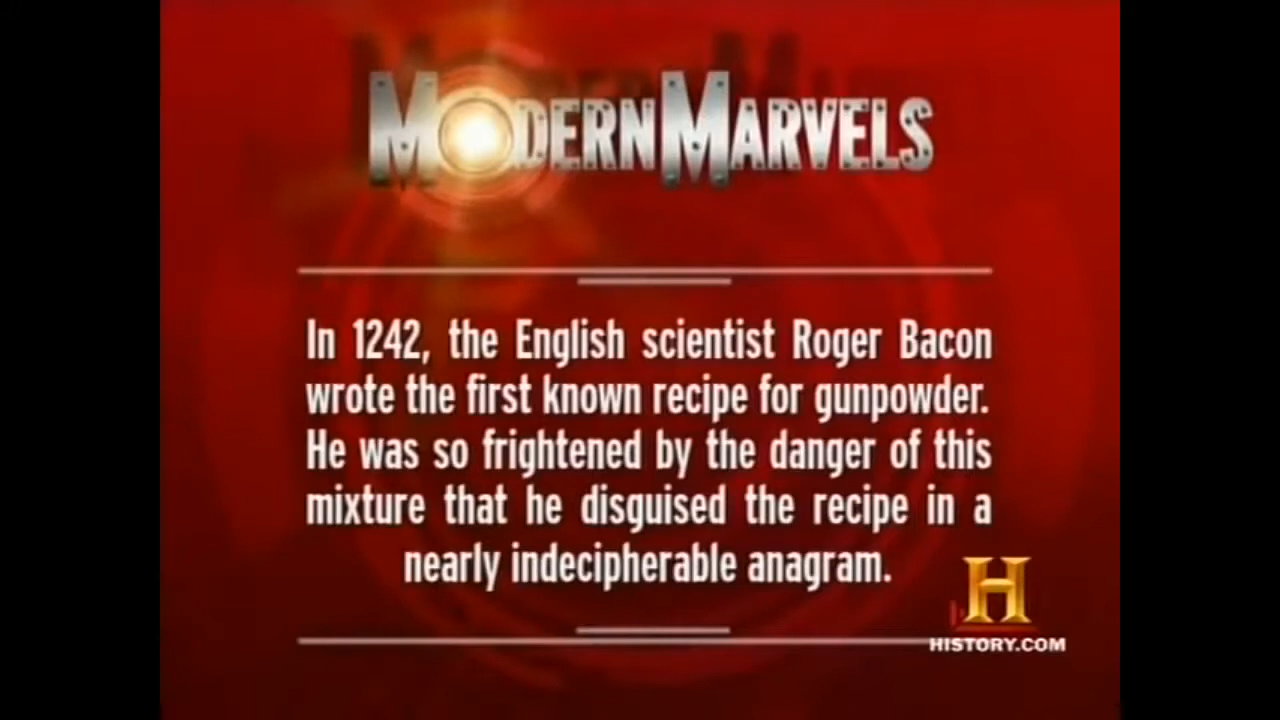 MODERN MARVELS
In 1242, the English scientist Roger Bacon
wrote the first known recipe for gunpowder.
He was so frightened by the danger of this
mixture that he disguised the recipe in a
nearly indecipherable anagram.
H
HISTORY.COM